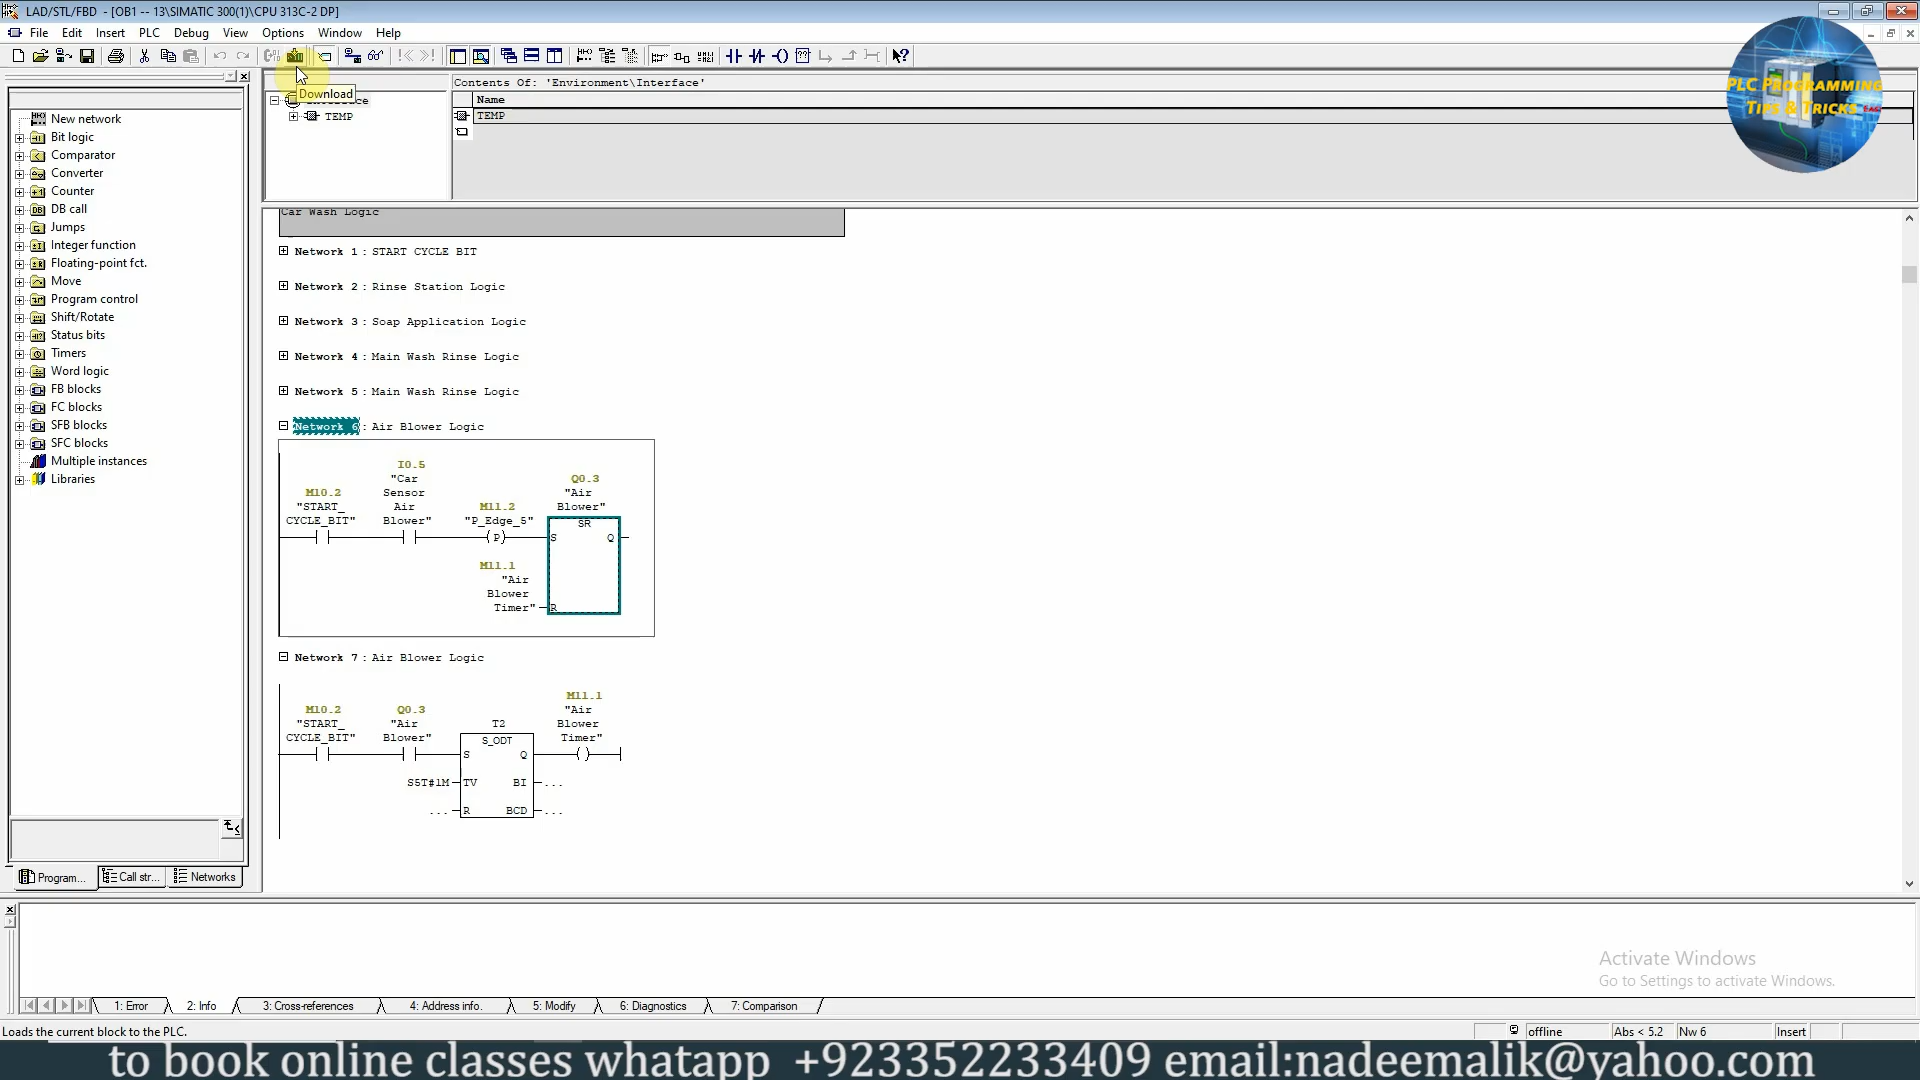 LAD/STL/FBD - [OB1 -- 13\SIMATIC 300(1)\CPU 313C-2 DP]
File Edit Insert PLC Debug View Options Window Help
Download
TEMP
Contents Of: 'Environment\Interface'
Name
TEMP
PLC PROGRAMMING
TIPS & TRICKS
New network
Bit logic
Comparator
Converter
Counter
DB call
Jumps
Integer function
Floating-point fct.
Move
Program control
Shift/Rotate
Status bits
Timers
Word logic
FB blocks
FC blocks
SFB blocks
SFC blocks
Multiple instances
Libraries
Program... Call str... Networks
Car Wash Logic
Network 1 : START CYCLE BIT
Network 2 : Rinse Station Logic
Network 3 : Soap Application Logic
Network 4 : Main Wash Rinse Logic
Network 5 : Main Wash Rinse Logic
Network 6 : Air Blower Logic
M10.2
"START_
CYCLE_BIT"
I0.5
"Car
Sensor
Air
Blower"
M11.2
"P_Edge_5"
(P)
Q0.3
"Air
Blower"
SR
S Q
M11.1
"Air
Blower
Timer"
R
Network 7 : Air Blower Logic
M10.2
"START_
CYCLE_BIT"
Q0.3
"Air
Blower"
T2
S_ODT
S Q
S5T#1M TV BI ...
... R BCD ...
M11.1
"Air
Blower
Timer"
Activate Windows
Go to Settings to activate Windows.
1: Error 2: Info 3: Cross-references 4: Address info. 5: Modify 6: Diagnostics 7: Comparison
Loads the current block to the PLC.
offline Abs < 5.2 Nw 6 Insert
to book online classes whatapp +923352233409 email:nadeemalik@yahoo.com